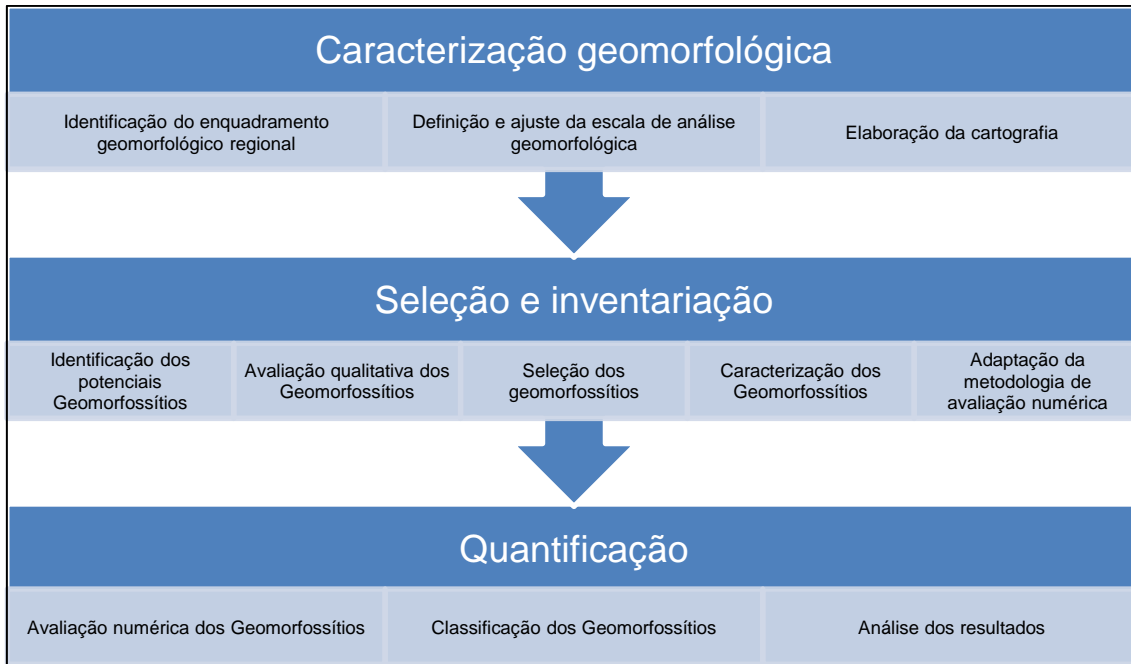 Caracterização geomorfológica
Identificação do enquadramento
geomorfológico regional
Definição e ajuste da escala de análise
geomorfológica
Elaboração da cartografia
Seleção e inventariação
Identificação dos
potenciais
Geomorfossítios
Avaliação qualitativa dos
Geomorfossítios
Seleção dos
geomorfossítios
Caracterização dos
Geomorfossítios
Adaptação da
metodologia de
avaliação numérica
Quantificação
Avaliação numérica dos Geomorfossítios
Classificação dos Geomorfossítios
Análise dos resultados